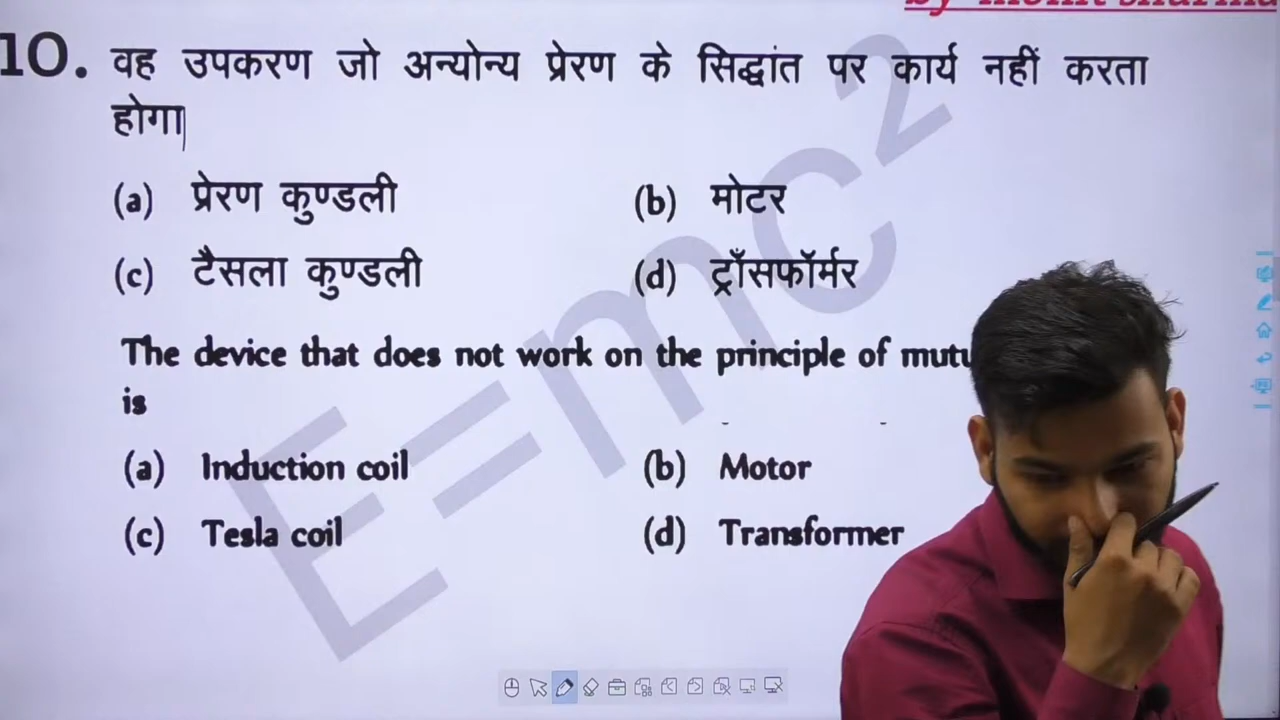 10. वह उपकरण जो अन्योन्य प्रेरण के सिद्धांत पर कार्य नहीं करता
होगा
(a) प्रेरण कुण्डली (b) मोटर
(c) टैसला कुण्डली (d) ट्राँसफॉर्मर
The device that does not work on the principle of
is
(a) Induction coil (b) Motor
(c) Tesla coil (d) Transformer
E=mc²